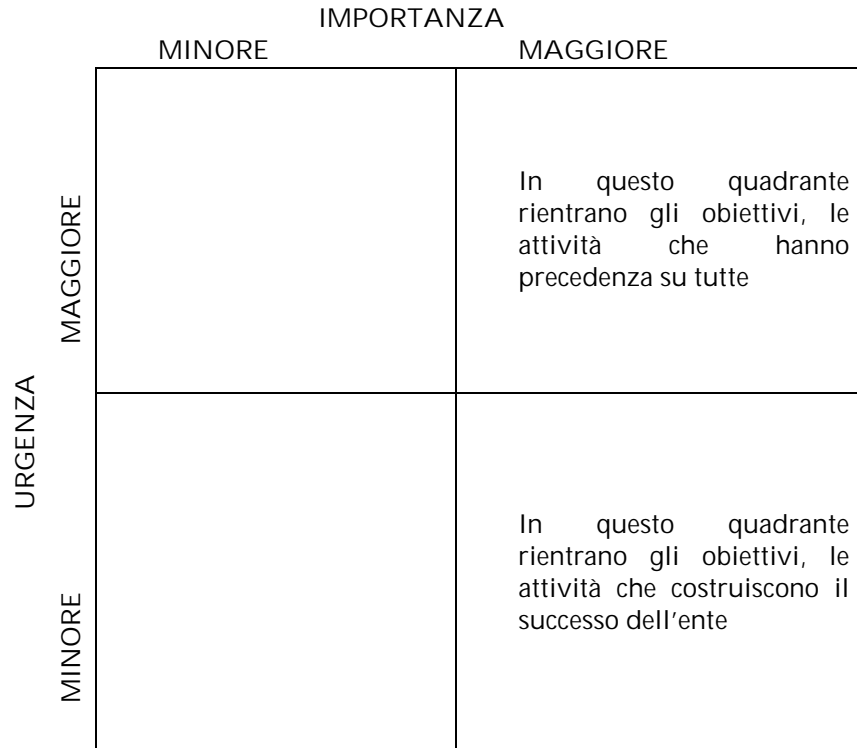 IMPORTANZA
MINORE MAGGIORE
URGENZA
MAGGIORE
In questo quadrante
rientrano gli obiettivi, le
attività che hanno
precedenza su tutte
MINORE
In questo quadrante
rientrano gli obiettivi, le
attività che costruiscono il
successo dell’ente